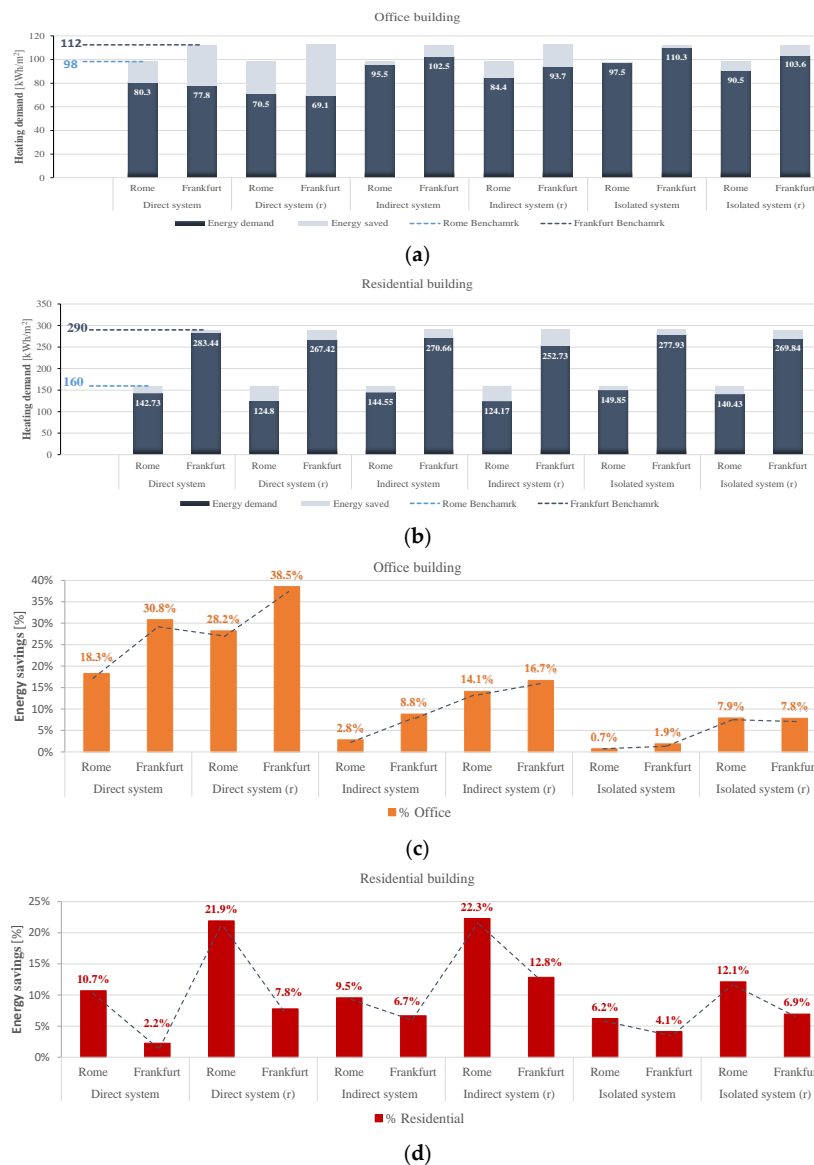 Office building
Heating demand [kWh/m²]
120
100
80
60
40
20
0
112
98
80.3 77.8 70.5 69.1 95.5 102.5 84.4 93.7 97.5 110.3 90.5 103.6
Rome Frankfurt Rome Frankfurt Rome Frankfurt Rome Frankfurt Rome Frankfurt Rome Frankfurt
Direct system Direct system (r) Indirect system Indirect system (r) Isolated system Isolated system (r)
Energy demand Energy saved Rome Benchamrk Frankfurt Benchamrk
(a)
Residential building
Heating demand [kWh/m²]
350
300
250
200
150
100
50
0
290
160
142.73 283.44 124.8 267.42 144.55 270.66 124.17 252.73 149.85 277.93 140.43 269.84
Rome Frankfurt Rome Frankfurt Rome Frankfurt Rome Frankfurt Rome Frankfurt Rome Frankfurt
Direct system Direct system (r) Indirect system Indirect system (r) Isolated system Isolated system (r)
Energy demand Energy saved Rome Benchamrk Frankfurt Benchamrk
(b)
Office building
Energy savings [%]
40%
35%
30%
25%
20%
15%
10%
5%
0%
18.3% 30.8% 28.2% 38.5% 2.8% 8.8% 14.1% 16.7% 0.7% 1.9% 7.9% 7.8%
Rome Frankfurt Rome Frankfurt Rome Frankfurt Rome Frankfurt Rome Frankfurt Rome Frankfurt
Direct system Direct system (r) Indirect system Indirect system (r) Isolated system Isolated system (r)
% Office
(c)
Residential building
Energy savings [%]
25%
20%
15%
10%
5%
0%
10.7% 2.2% 21.9% 7.8% 9.5% 6.7% 22.3% 12.8% 6.2% 4.1% 12.1% 6.9%
Rome Frankfurt Rome Frankfurt Rome Frankfurt Rome Frankfurt Rome Frankfurt Rome Frankfurt
Direct system Direct system (r) Indirect system Indirect system (r) Isolated system Isolated system (r)
% Residential
(d)